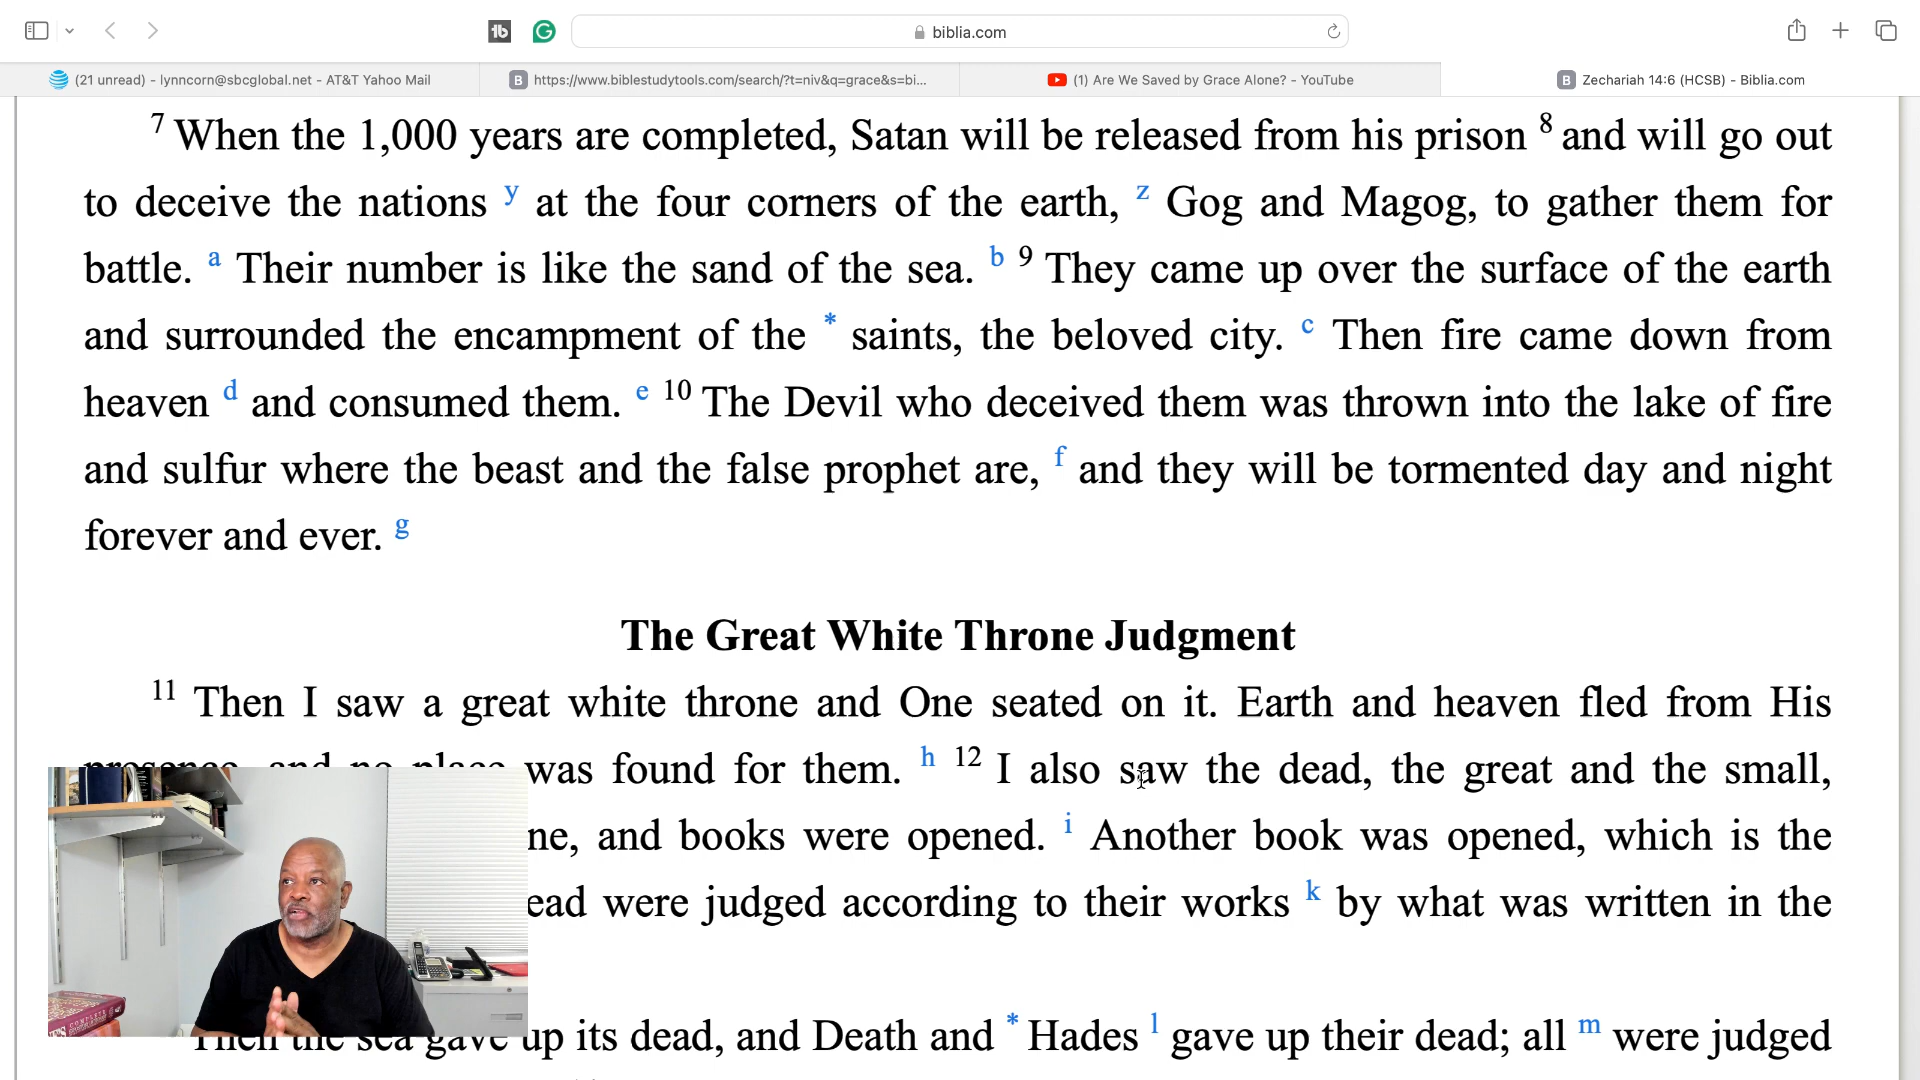 biblia.com
(21 unread) - lynncorn@sbcglobal.net - AT&T Yahoo Mail
https://www.biblestudytools.com/search/?t=niv&q=grace&s=bi...
(1) Are We Saved by Grace Alone? - YouTube
Zechariah 14:6 (HCSB) - Biblia.com
7 When the 1,000 years are completed, Satan will be released from his prison 8 and will go out
to deceive the nations y at the four corners of the earth, z Gog and Magog, to gather them for
battle. a Their number is like the sand of the sea. b 9 They came up over the surface of the earth
and surrounded the encampment of the * saints, the beloved city. c Then fire came down from
heaven d and consumed them. e 10 The Devil who deceived them was thrown into the lake of fire
and sulfur where the beast and the false prophet are, f and they will be tormented day and night
forever and ever. g
The Great White Throne Judgment
11 Then I saw a great white throne and One seated on it. Earth and heaven fled from His
presence, and no place was found for them. h 12 I also saw the dead, the great and the small,
ne, and books were opened. i Another book was opened, which is the
ead were judged according to their works k by what was written in the
Then the sea gave up its dead, and Death and * Hades l gave up their dead; all m were judged